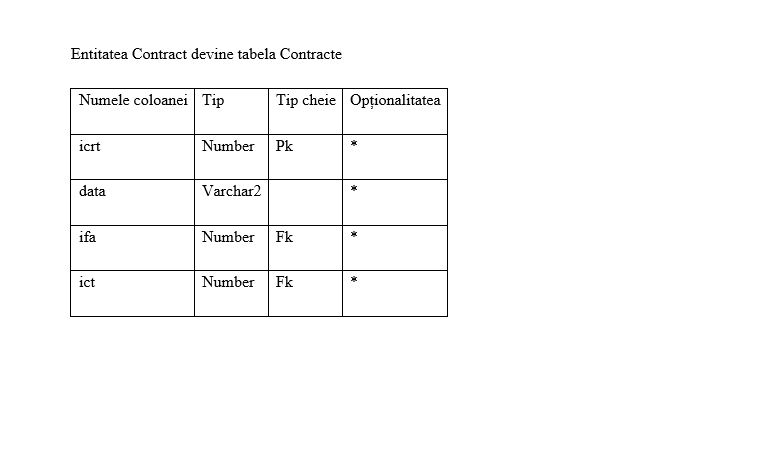 Entitatea Contract devine tabela Contracte
Numele coloanei Tip Tip cheie Opționalitatea
icrt Number Pk *
data Varchar2 *
ifa Number Fk *
ict Number Fk *